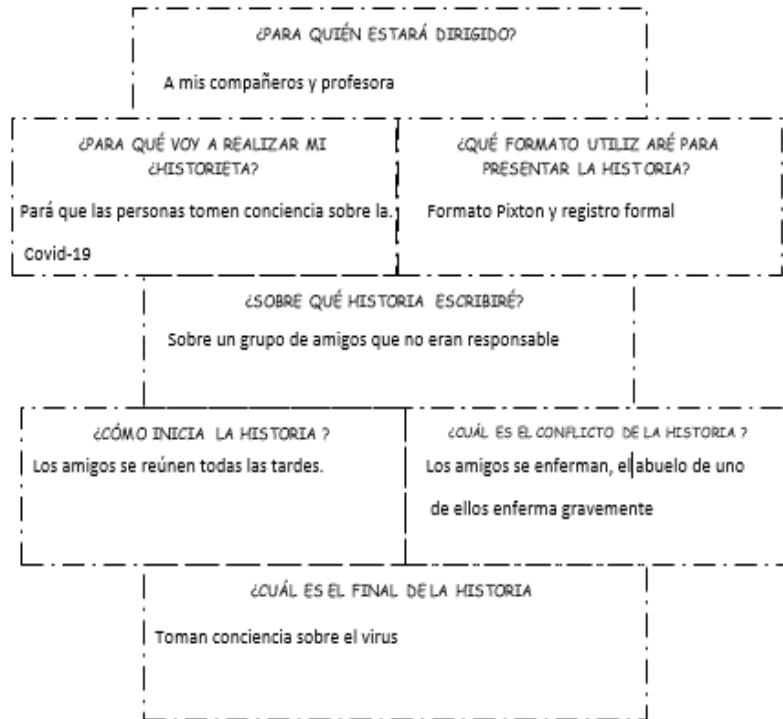 ¿PARA QUIÉN ESTARÁ DIRIGIDO?
A mis compañeros y profesora
¿PARA QUÉ VOY A REALIZAR MI
¿HISTORIETA?
Pará que las personas tomen conciencia sobre la.
Covid-19
¿QUÉ FORMATO UTILIZ ARÉ PARA
PRESENTAR LA HISTORIA?
Formato Pixton y registro formal
¿SOBRE QUÉ HISTORIA ESCRIBIRÉ?
Sobre un grupo de amigos que no eran responsable
¿CÓMO INICIA LA HISTORIA ?
Los amigos se reúnen todas las tardes.
¿CUÁL ES EL CONFLICTO DE LA HISTORIA ?
Los amigos se enferman, el abuelo de uno
de ellos enferma gravemente
¿CUÁL ES EL FINAL DE LA HISTORIA
Toman conciencia sobre el virus